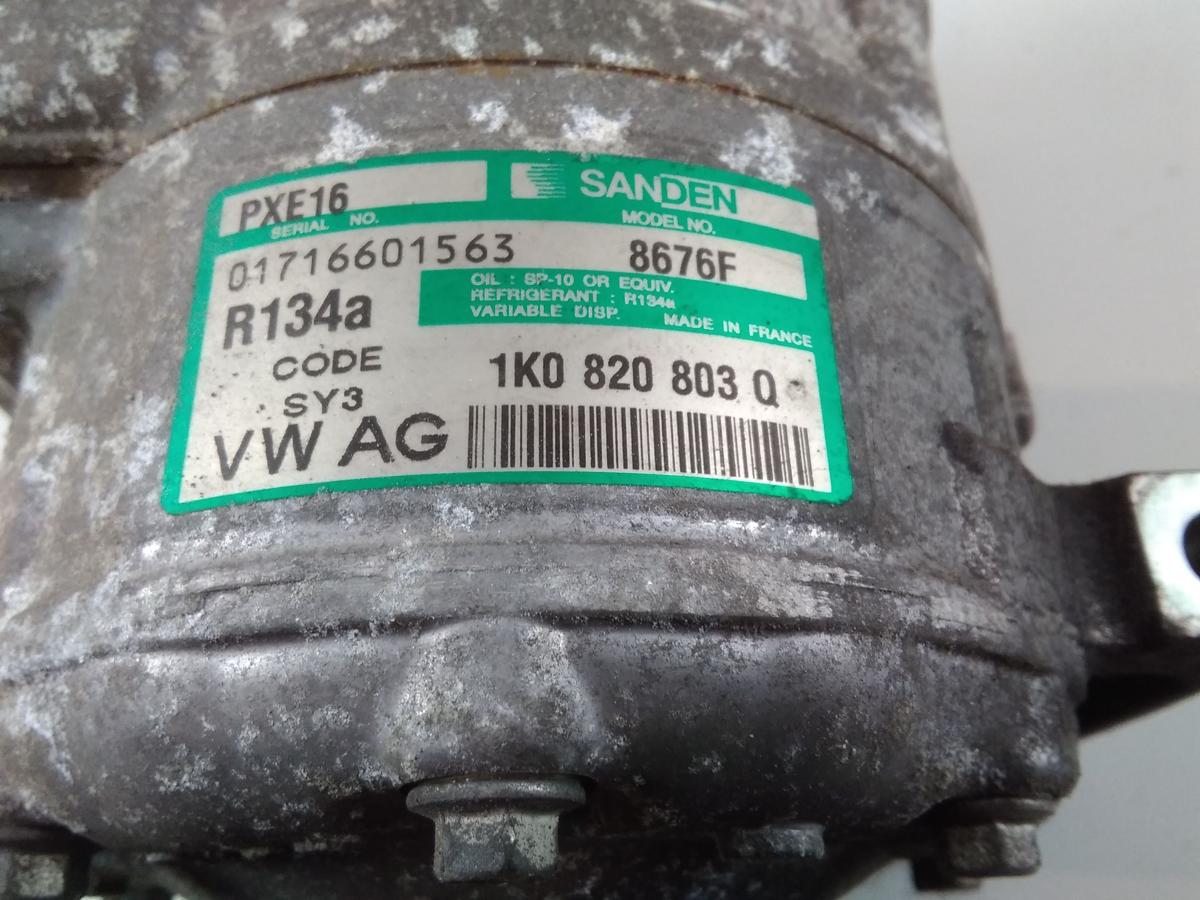 PXE16
SANDEN
SERIAL NO.
MODEL NO.
01716601563
8676F
R134a
OIL : SP-10 OR EQUIV.
REFRIGERANT : R134a
VARIABLE DISP.
MADE IN FRANCE
CODE
SY3
1K0 820 803 Q
VW AG